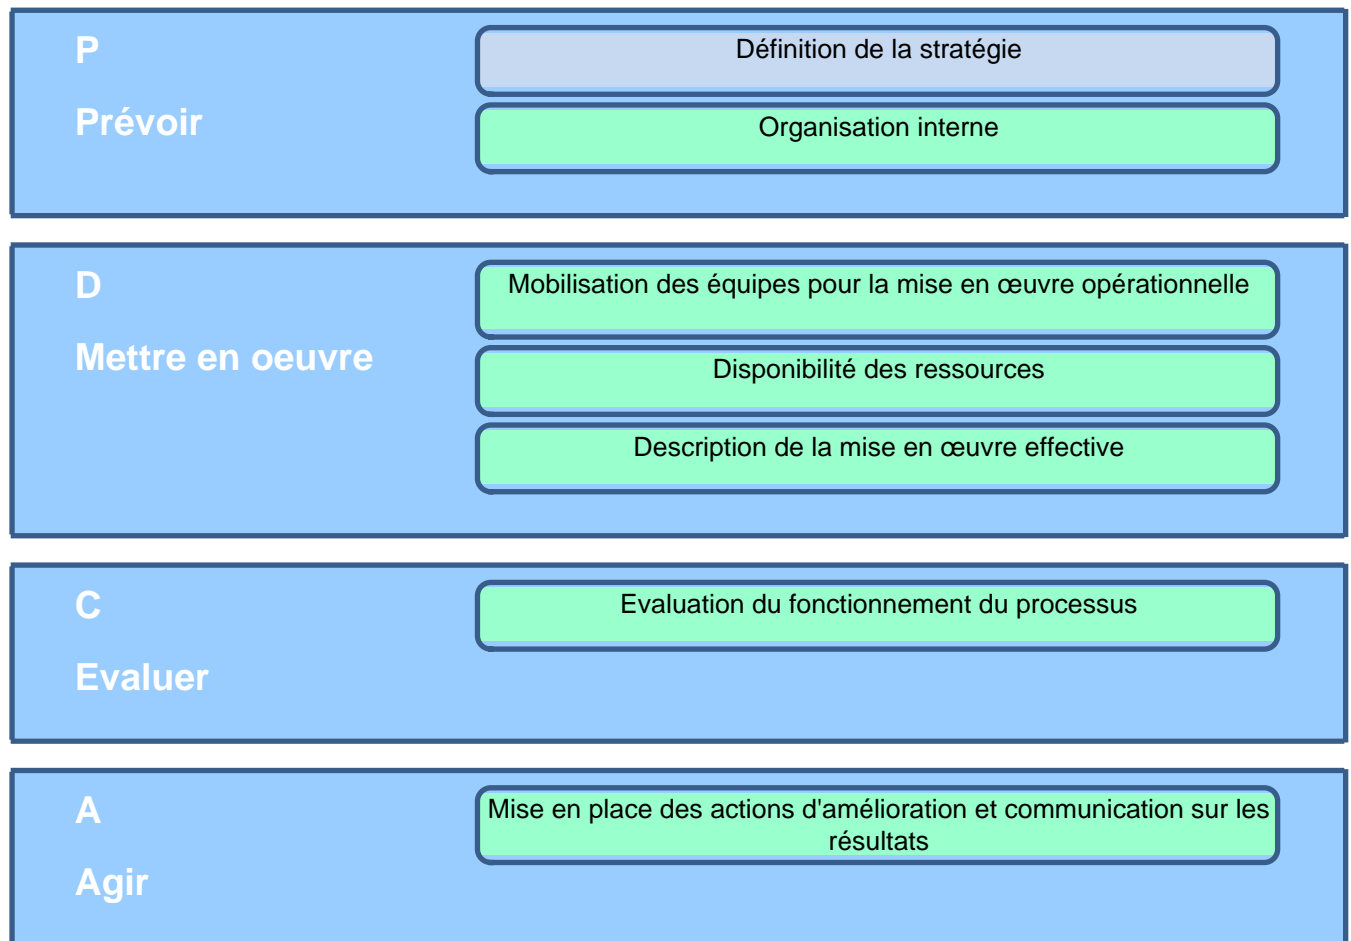 P
Définition de la stratégie
Prévoir
Organisation interne
D
Mobilisation des équipes pour la mise en œuvre opérationnelle
Mettre en oeuvre
Disponibilité des ressources
Description de la mise en œuvre effective
C
Evaluation du fonctionnement du processus
Evaluer
A
Mise en place des actions d'amélioration et communication sur les
résultats
Agir